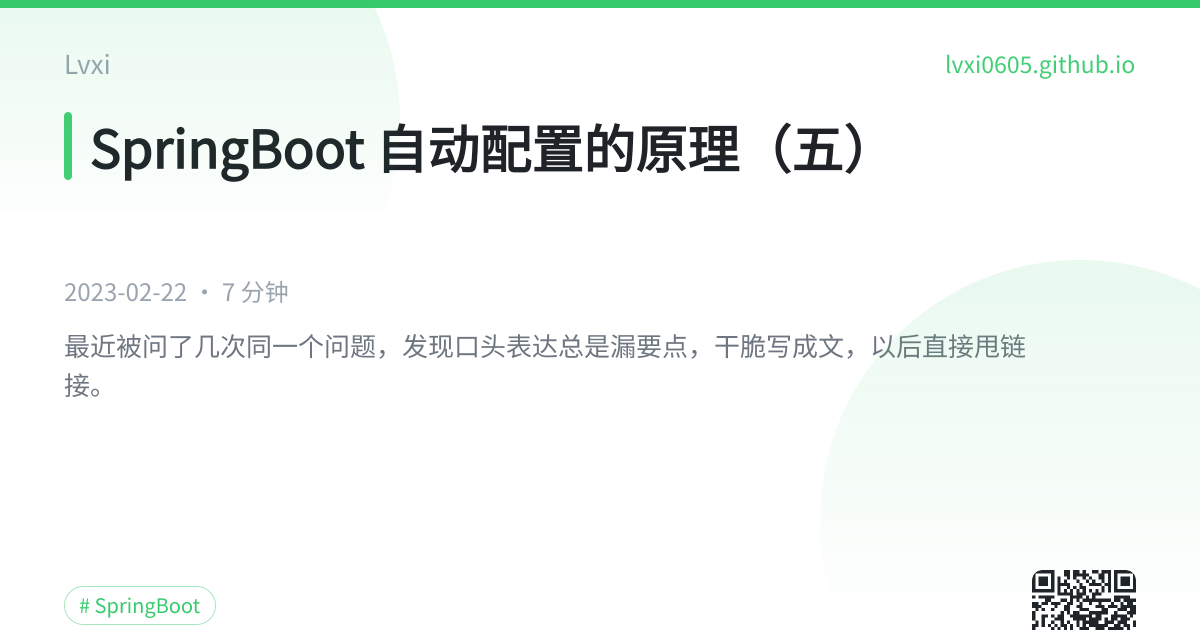 Lvxi
lvxi0605.github.io
SpringBoot 自动配置的原理（五）
2023-02-22 · 7 分钟
最近被问了几次同一个问题，发现口头表达总是漏要点，干脆写成文，以后直接甩链
接。
# SpringBoot